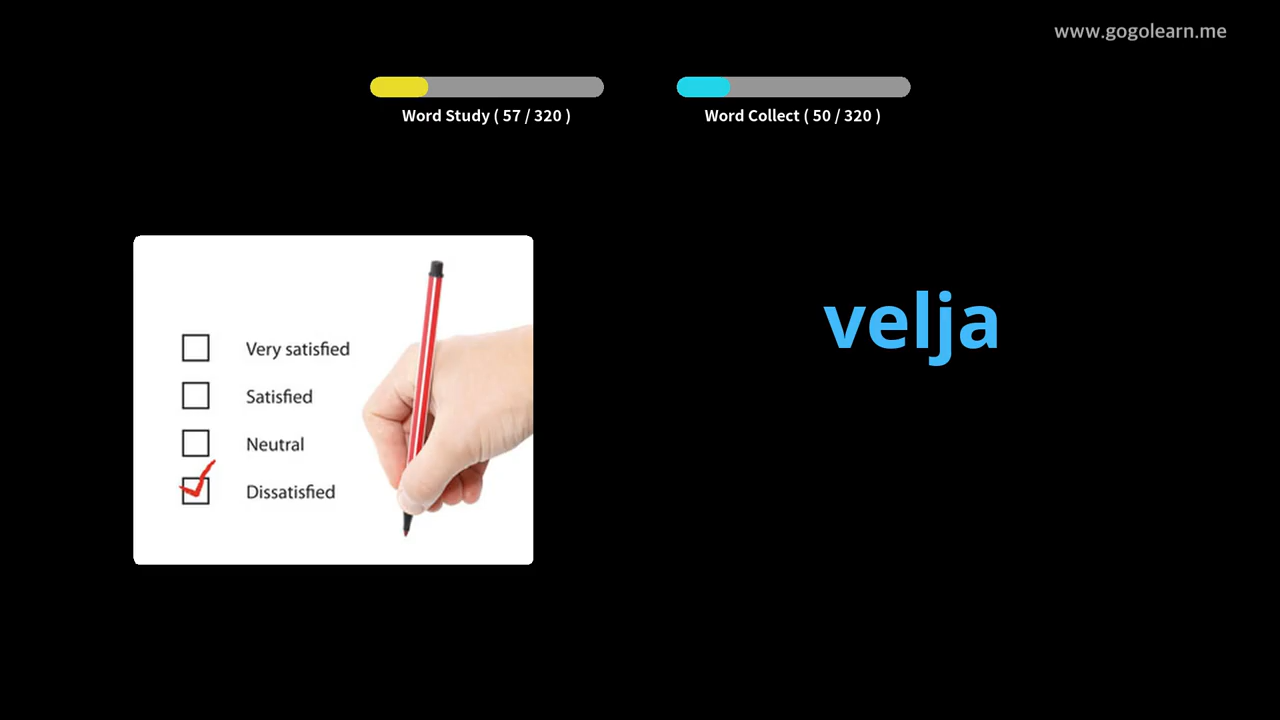 www.gogolearn.me
Word Study ( 57 / 320 )
Word Collect ( 50 / 320 )
velja
Very satisfied
Satisfied
Neutral
Dissatisfied